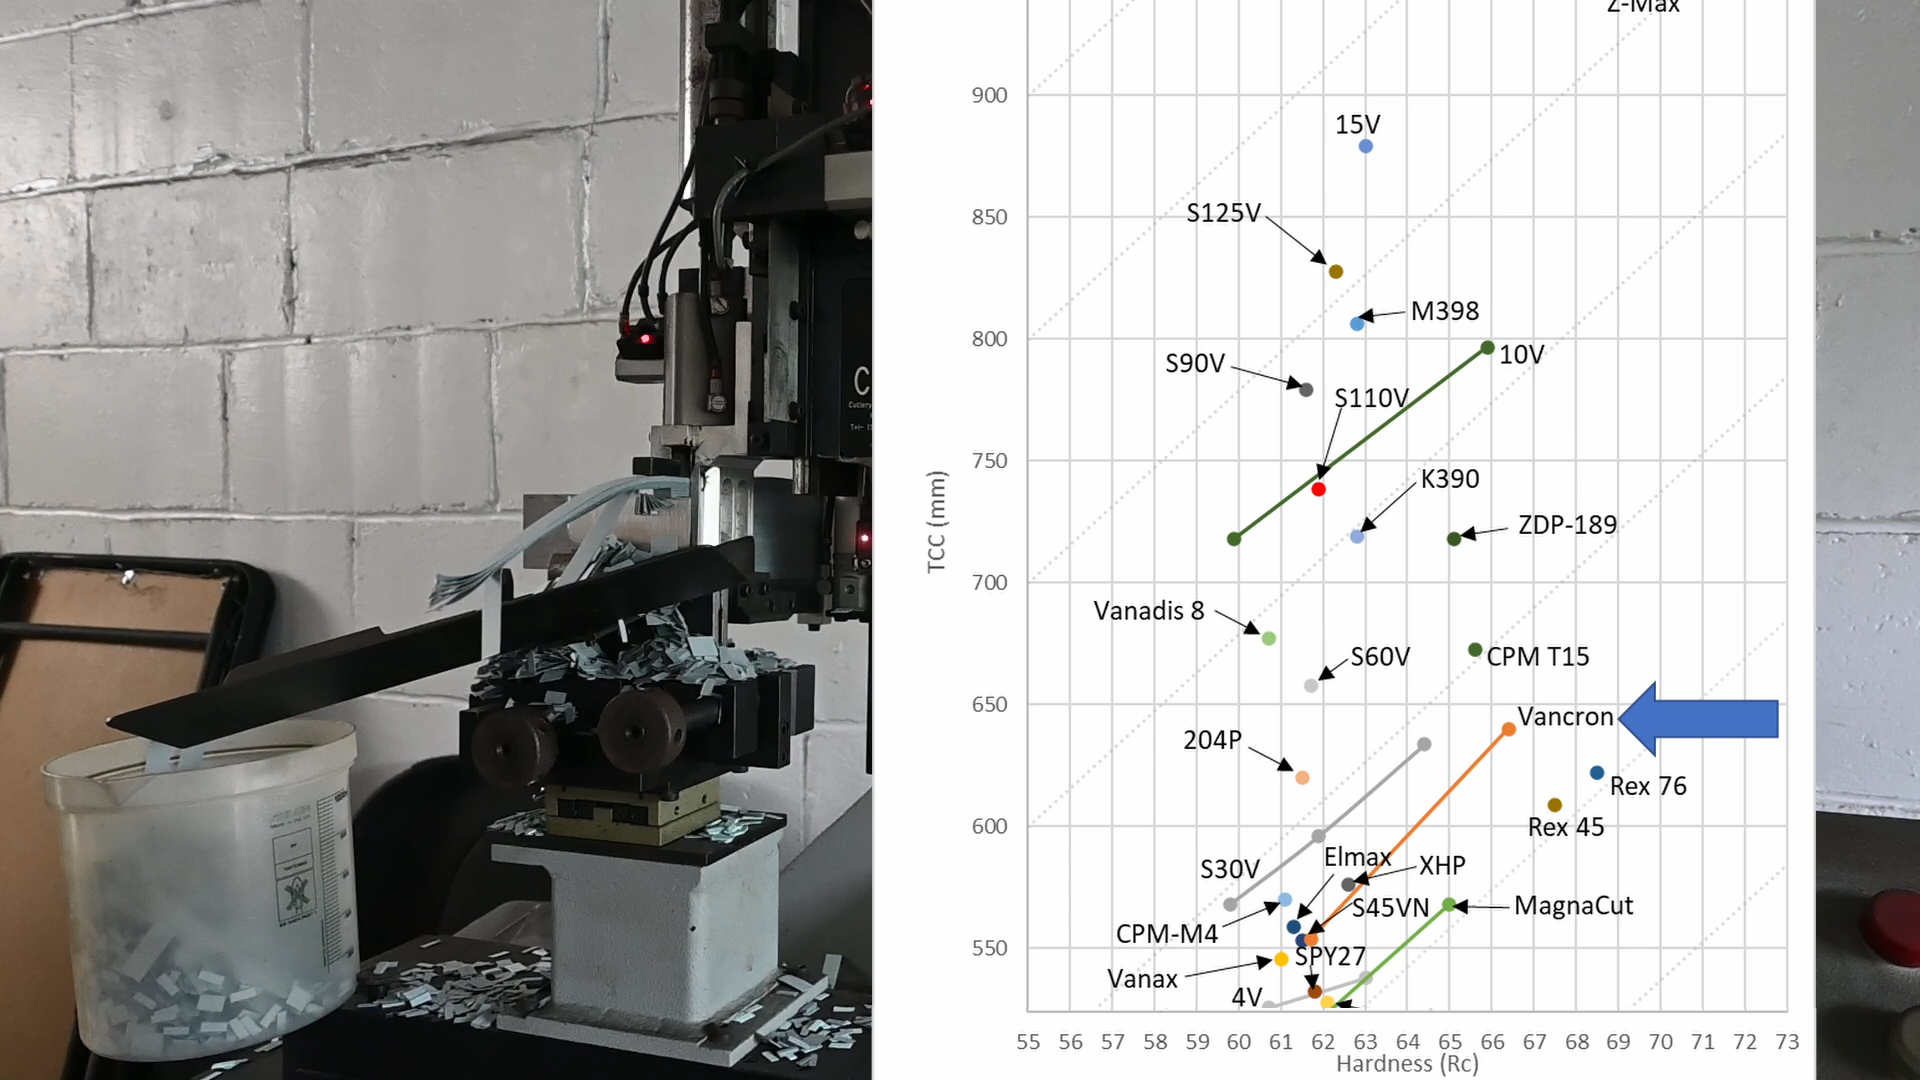 C
Z-Max
900
15V
850
S125V
M398
800
10V
S90V
S110V
750
K390
ZDP-189
700
Vanadis 8
S60V
CPM T15
650
Vancron
204P
Rex 76
Rex 45
600
Elmax
XHP
S30V
S45VN
MagnaCut
CPM-M4
550
SPY27
Vanax
4V
TCC (mm)
55 56 57 58 59 60 61 62 63 64 65 66 67 68 69 70 71 72 73
Hardness (Rc)